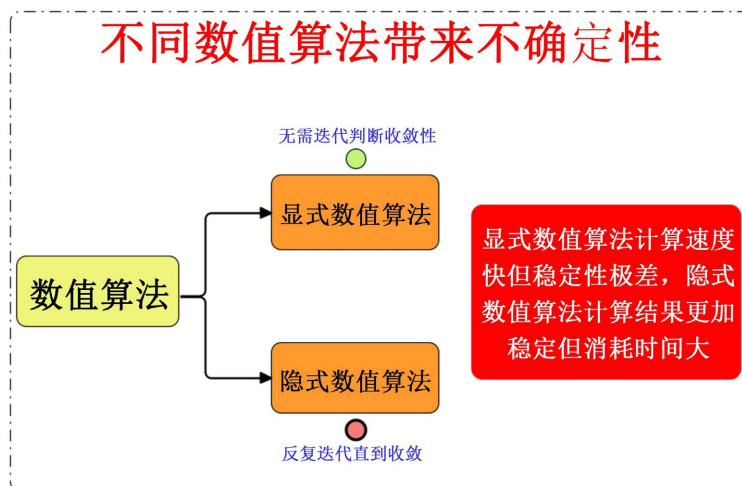 不同数值算法带来不确定性
无需迭代判断收敛性
显式数值算法
数值算法
隐式数值算法
反复迭代直到收敛
显式数值算法计算速度
快但稳定性极差，隐式
数值算法计算结果更加
稳定但消耗时间大